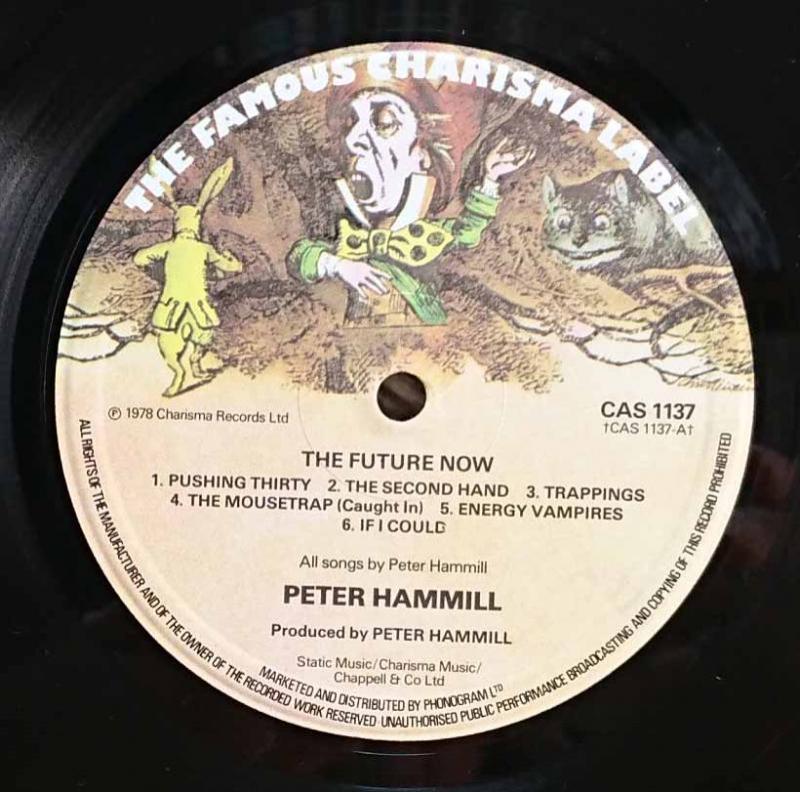 THE FAMOUS CHARISMA LABEL
℗ 1978 Charisma Records Ltd
CAS 1137
†CAS 1137-A†
THE FUTURE NOW
1. PUSHING THIRTY 2. THE SECOND HAND 3. TRAPPINGS
4. THE MOUSETRAP (Caught In) 5. ENERGY VAMPIRES
6. IF I COULD
All songs by Peter Hammill
PETER HAMMILL
Produced by PETER HAMMILL
Static Music/Charisma Music/
Chappell & Co Ltd
MARKETED AND DISTRIBUTED BY PHONOGRAM LTD
ALL RIGHTS OF THE MANUFACTURER AND OF THE OWNER OF THE RECORDED WORK RESERVED UNAUTHORISED PUBLIC PERFORMANCE BROADCASTING AND COPYING OF THIS RECORD PROHIBITED